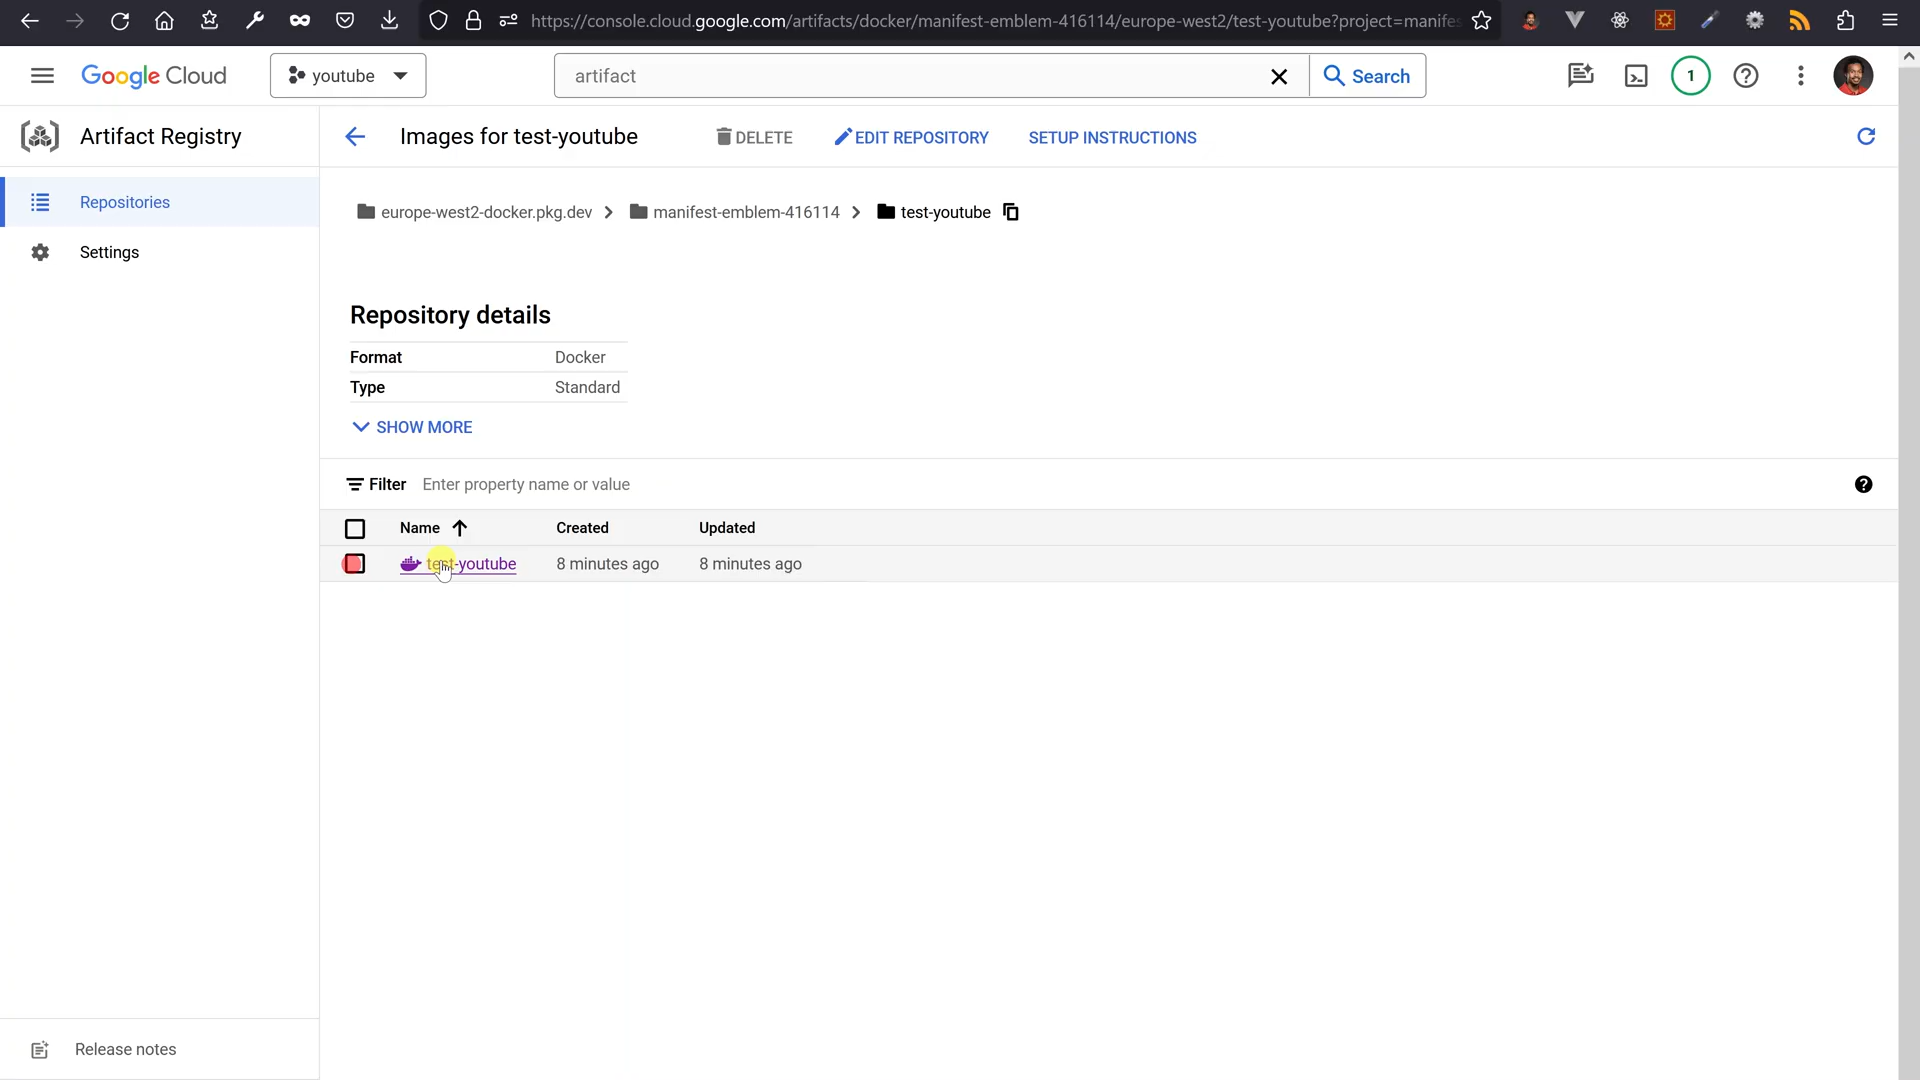 https://console.cloud.google.com/artifacts/docker/manifest-emblem-416114/europe-west2/test-youtube?project=manifes
Google Cloud
youtube
artifact
Search
1
Artifact Registry
Images for test-youtube
DELETE
EDIT REPOSITORY
SETUP INSTRUCTIONS
Repositories
Settings
europe-west2-docker.pkg.dev
manifest-emblem-416114
test-youtube
Repository details
Format Docker
Type Standard
SHOW MORE
Filter Enter property name or value
Name Created Updated
test-youtube 8 minutes ago 8 minutes ago
Release notes